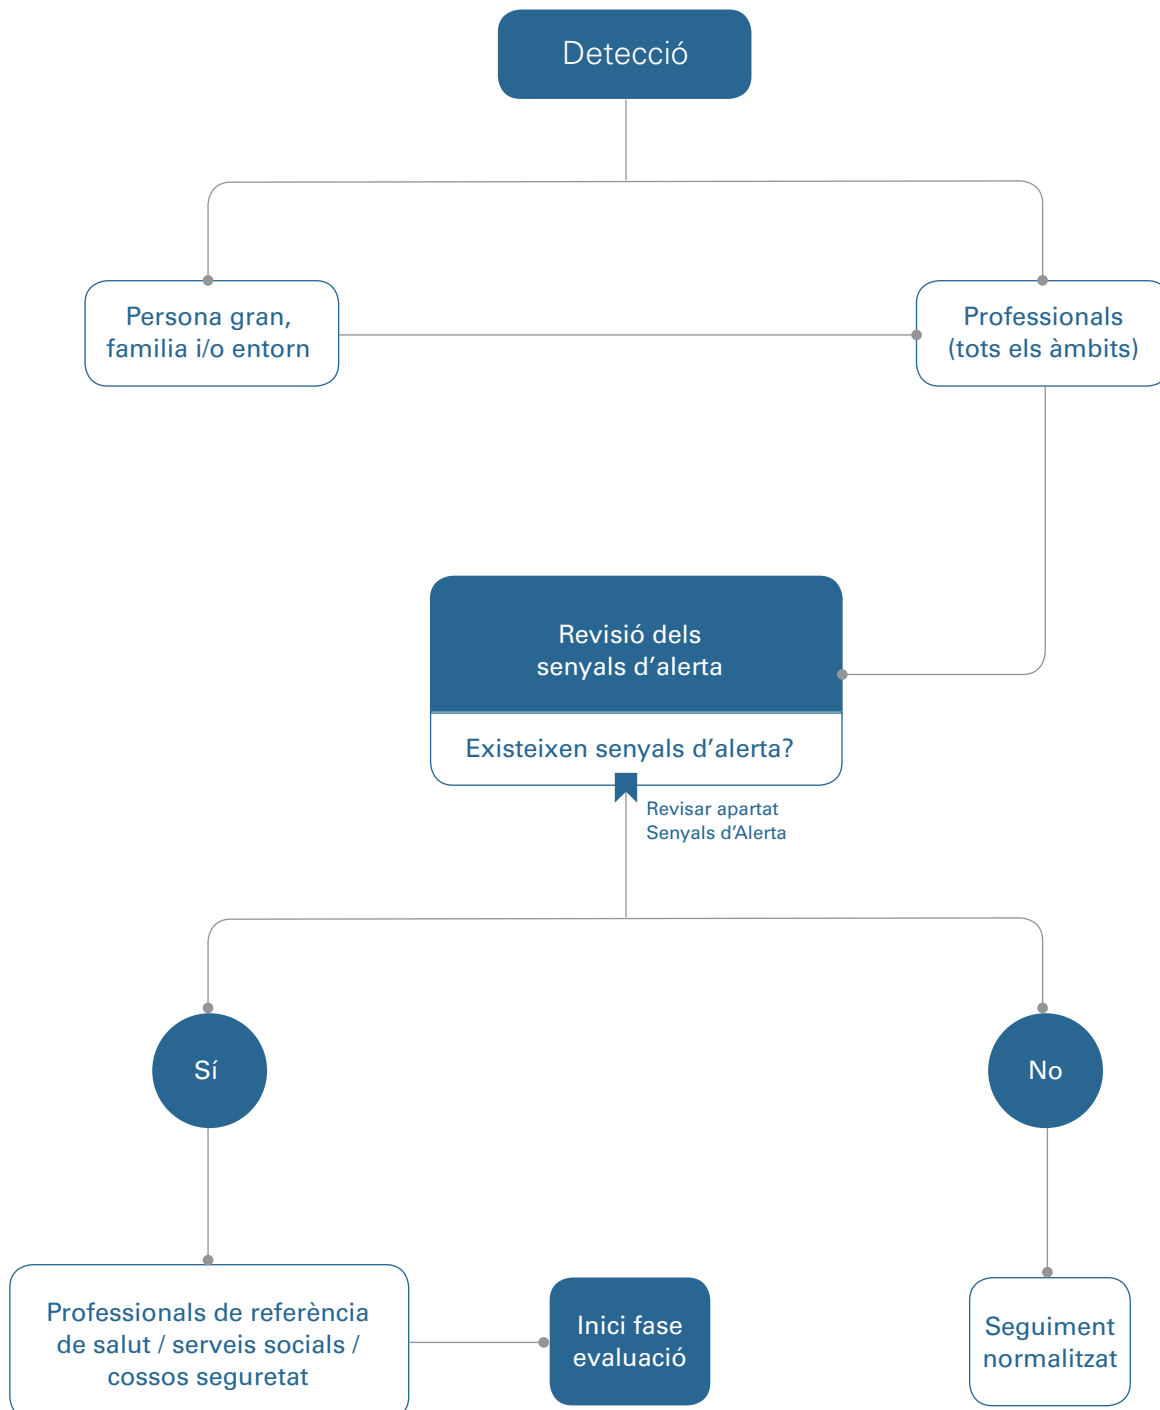 Detecció
Persona gran,
familia i/o entorn
Professionals
(tots els àmbits)
Revisió dels
senyals d’alerta
Existeixen senyals d’alerta?
Revisar apartat
Senyals d’Alerta
Sí
No
Professionals de referència
de salut / serveis socials /
cossos seguretat
Inici fase
evaluació
Seguiment
normalitzat